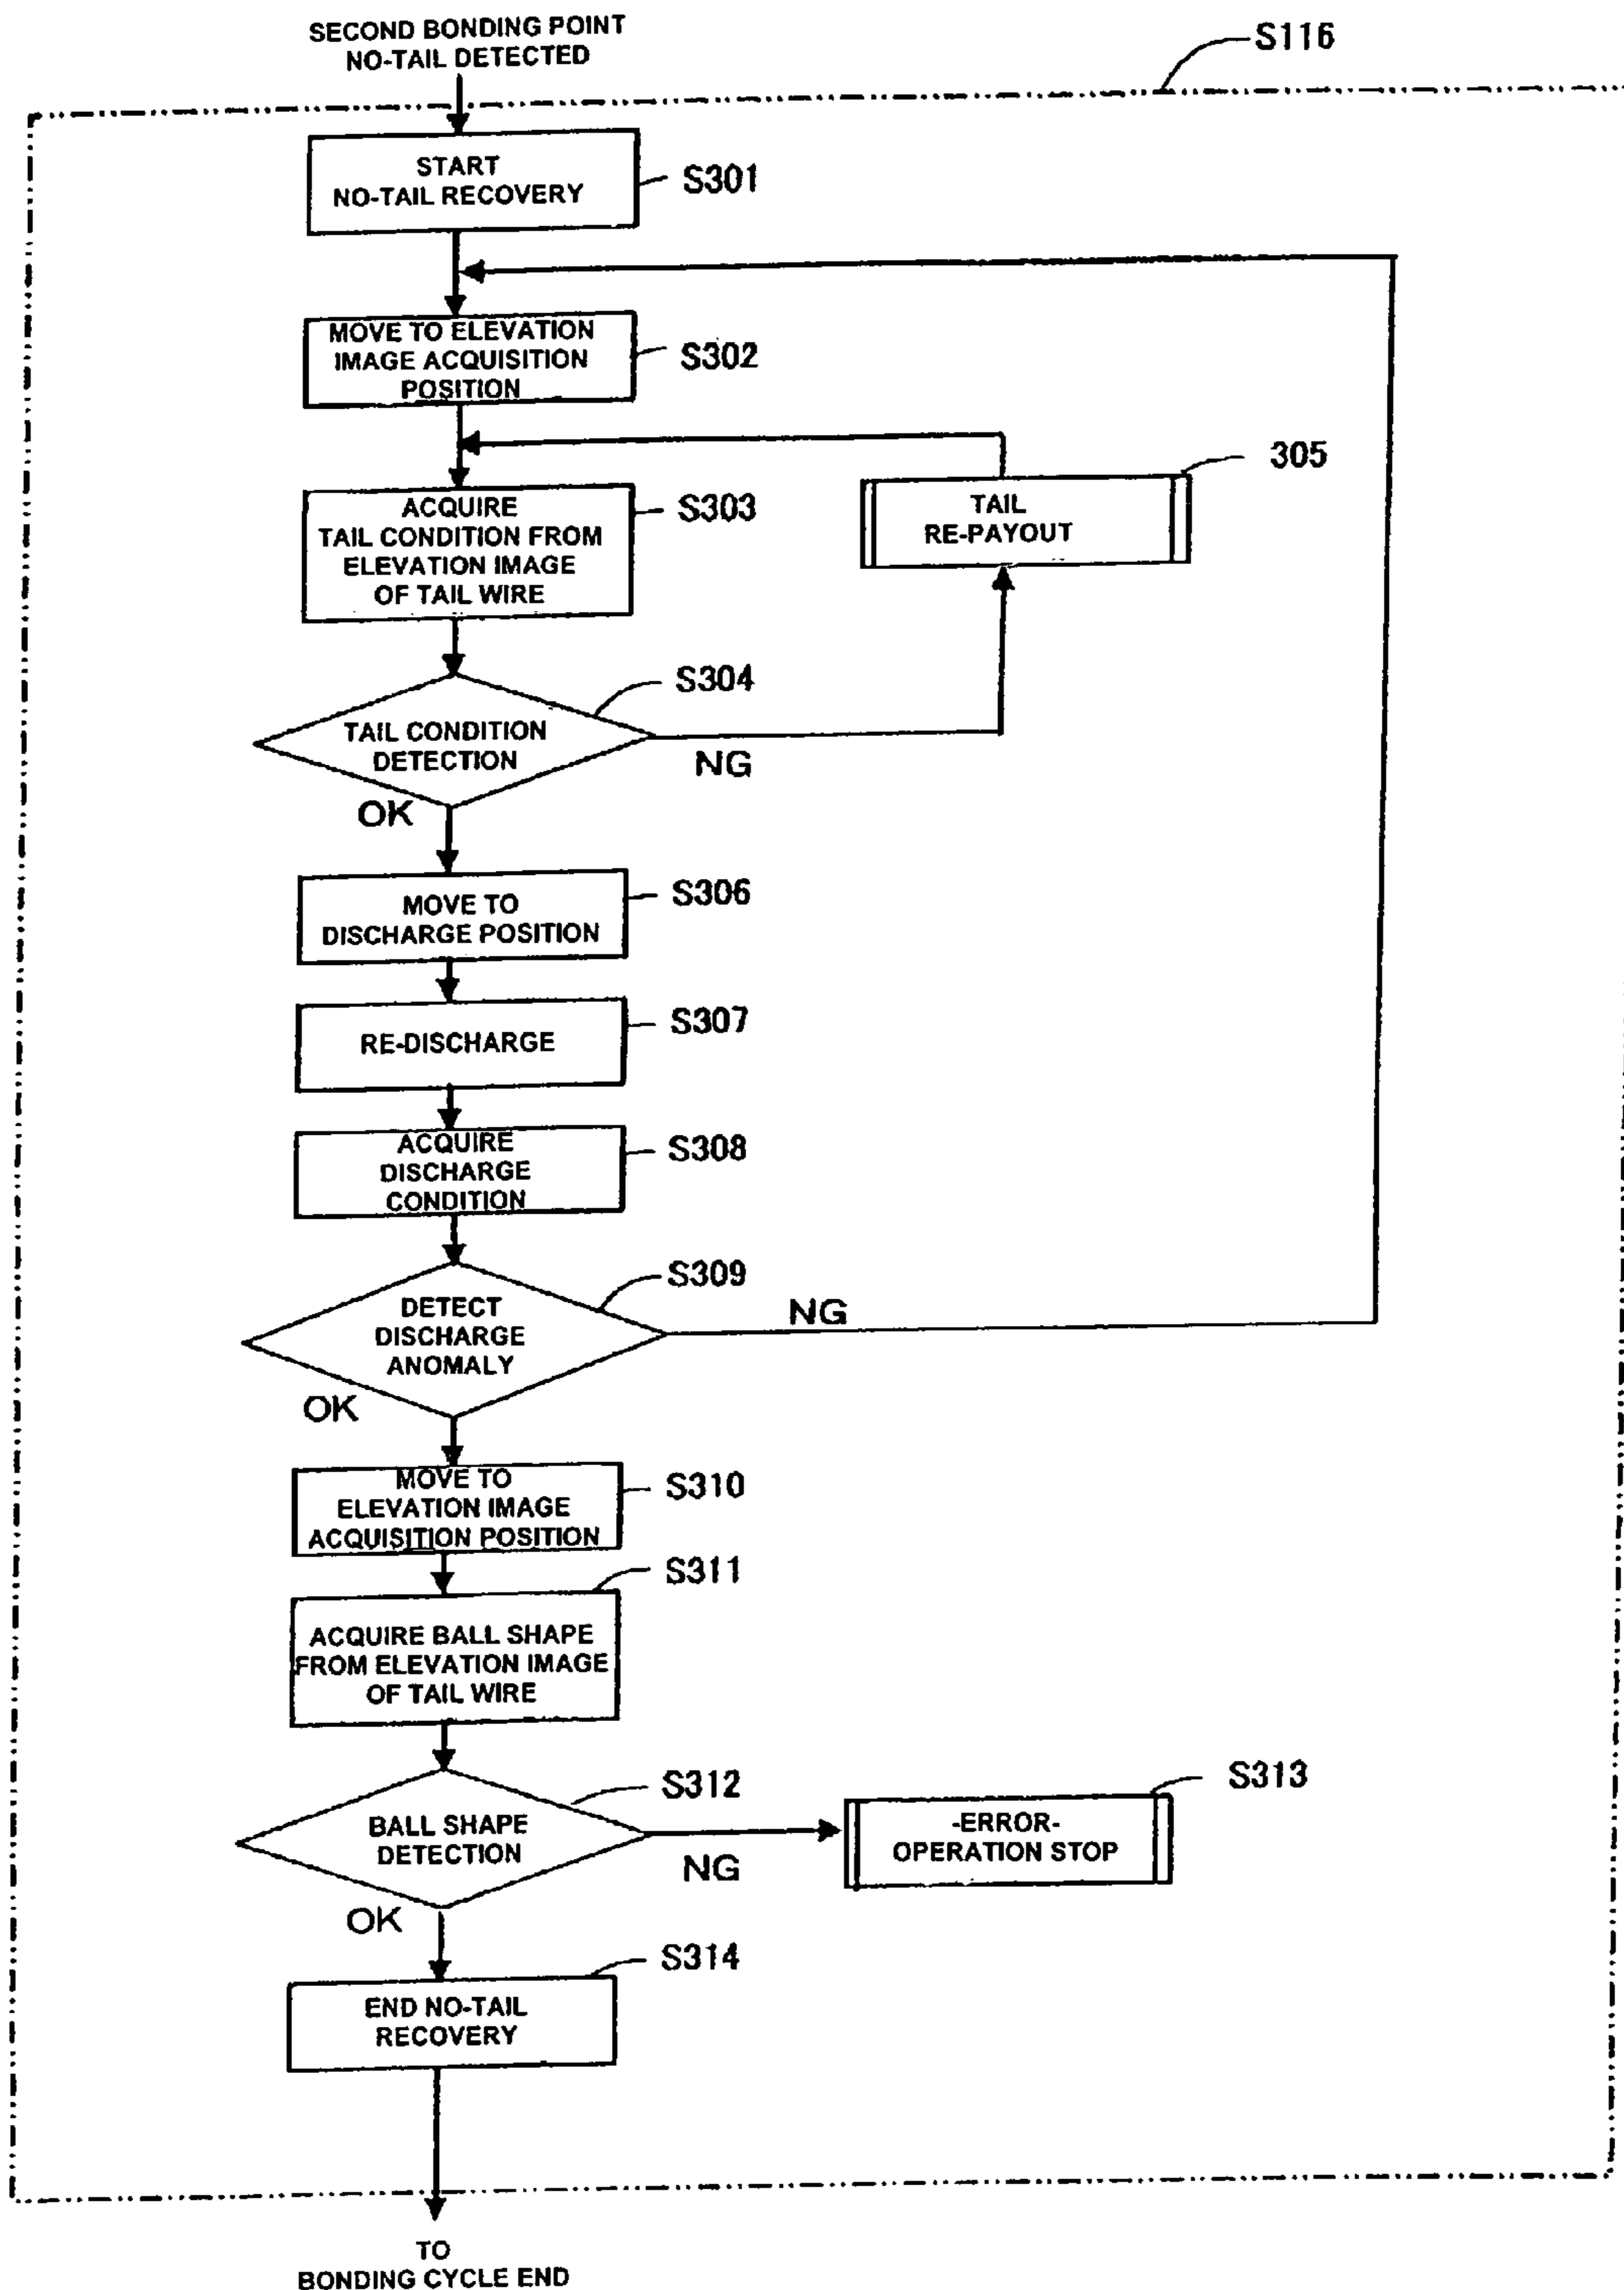 SECOND BONDING POINT
NO-TAIL DETECTED
S116
START
NO-TAIL RECOVERY
S301
MOVE TO ELEVATION
IMAGE ACQUISITION
POSITION
S302
305
TAIL
RE-PAYOUT
ACQUIRE
TAIL CONDITION FROM
ELEVATION IMAGE
OF TAIL WIRE
S303
S304
TAIL CONDITION
DETECTION
NG
OK
MOVE TO
DISCHARGE POSITION
S306
RE-DISCHARGE
S307
ACQUIRE
DISCHARGE
CONDITION
S308
S309
DETECT
DISCHARGE
ANOMALY
NG
OK
MOVE TO
ELEVATION IMAGE
ACQUISITION POSITION
S310
S311
ACQUIRE BALL SHAPE
FROM ELEVATION IMAGE
OF TAIL WIRE
S312
BALL SHAPE
DETECTION
NG
S313
-ERROR-
OPERATION STOP
OK
S314
END NO-TAIL
RECOVERY
TO
BONDING CYCLE END